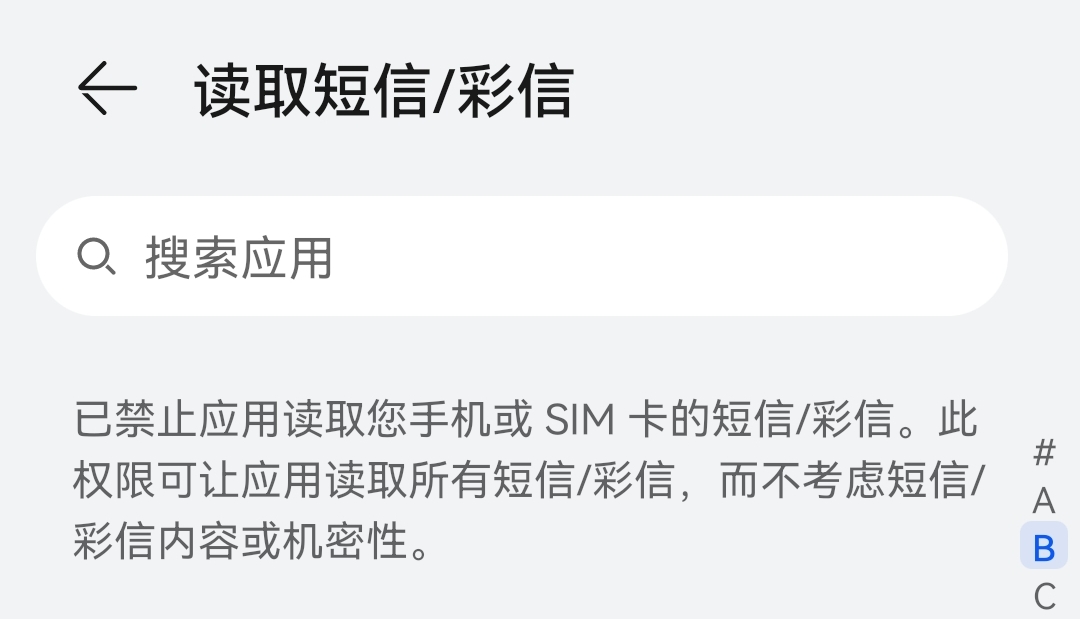 读取短信/彩信
搜索应用
已禁止应用读取您手机或 SIM 卡的短信/彩信。此
权限可让应用读取所有短信/彩信，而不考虑短信/
彩信内容或机密性。
#
A
B
C